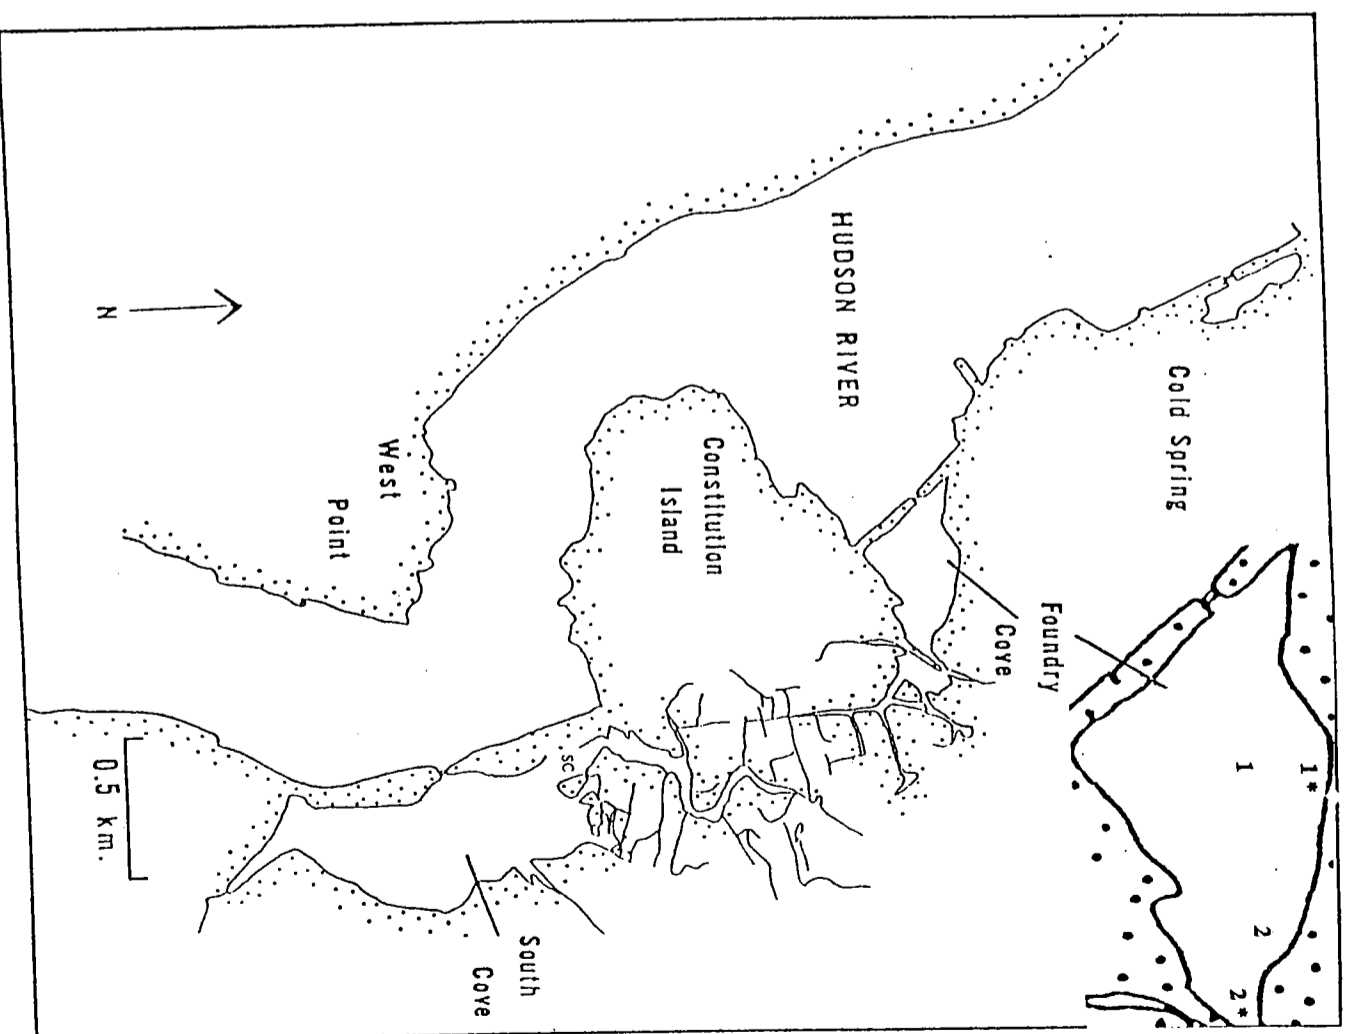 HUDSON RIVER
Cold Spring
Constitution
Island
West
Point
N
Foundry
Cove
1
1*
2
2*
SC
South
Cove
0.5 km.